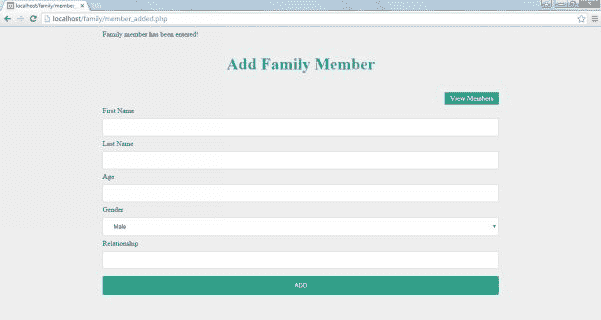 localhost/family/member
localhost/family/member_added.php
Family member has been entered!
Add Family Member
View Members
First Name
Last Name
Age
Gender
Male
Relationship
ADD